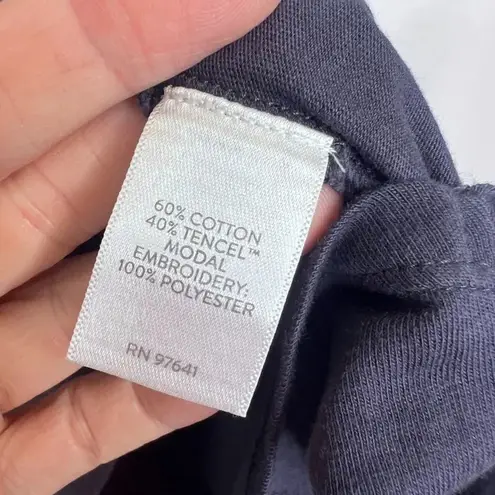 60% COTTON
40% TENCEL™
MODAL
EMBROIDERY:
100% POLYESTER
RN 97641